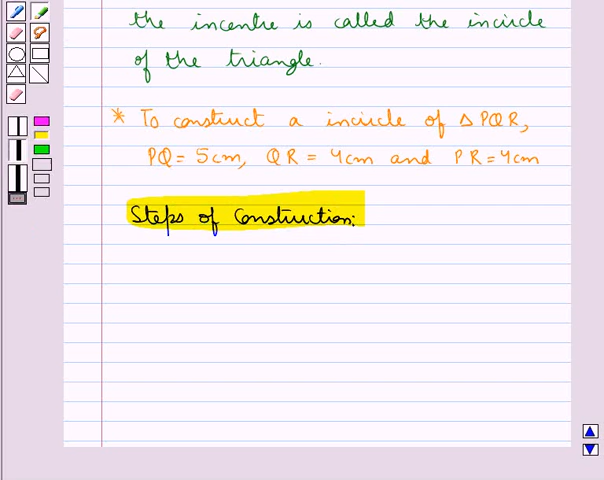 the incentre is called the incircle
of the triangle.
* To construct a incircle of △PQR,
PQ = 5cm, QR = 4cm and PR = 4cm
Steps of Construction: